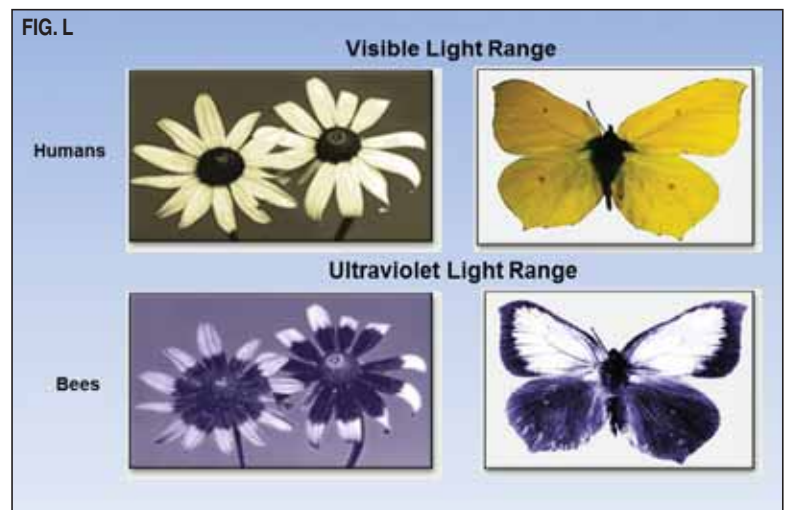 FIG. L
Visible Light Range
Humans
Ultraviolet Light Range
Bees